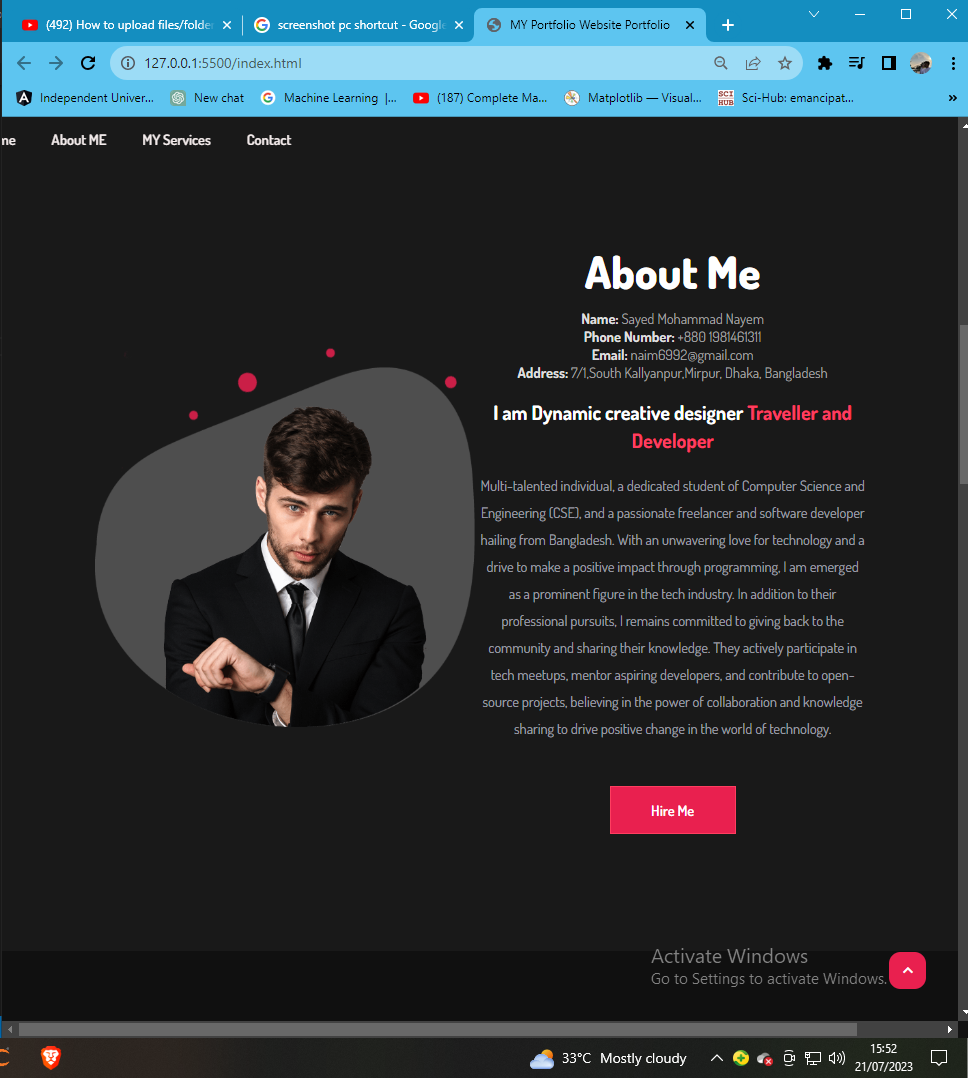 (492) How to upload files/folder
screenshot pc shortcut - Google
MY Portfolio Website Portfolio
127.0.0.1:5500/index.html
Independent Univer...
New chat
Machine Learning |...
(187) Complete Ma...
Matplotlib — Visual...
SCI HUB
Sci-Hub: emancipat...
»
ne
About ME
MY Services
Contact
About Me
Name: Sayed Mohammad Nayem
Phone Number: +880 1981461311
Email: naim6992@gmail.com
Address: 7/1,South Kallyanpur,Mirpur, Dhaka, Bangladesh
I am Dynamic creative designer Traveller and
Developer
Multi-talented individual, a dedicated student of Computer Science and
Engineering (CSE), and a passionate freelancer and software developer
hailing from Bangladesh. With an unwavering love for technology and a
drive to make a positive impact through programming, I am emerged
as a prominent figure in the tech industry. In addition to their
professional pursuits, I remains committed to giving back to the
community and sharing their knowledge. They actively participate in
tech meetups, mentor aspiring developers, and contribute to open-
source projects, believing in the power of collaboration and knowledge
sharing to drive positive change in the world of technology.
Hire Me
Activate Windows
Go to Settings to activate Windows.
33°C Mostly cloudy
15:52
21/07/2023